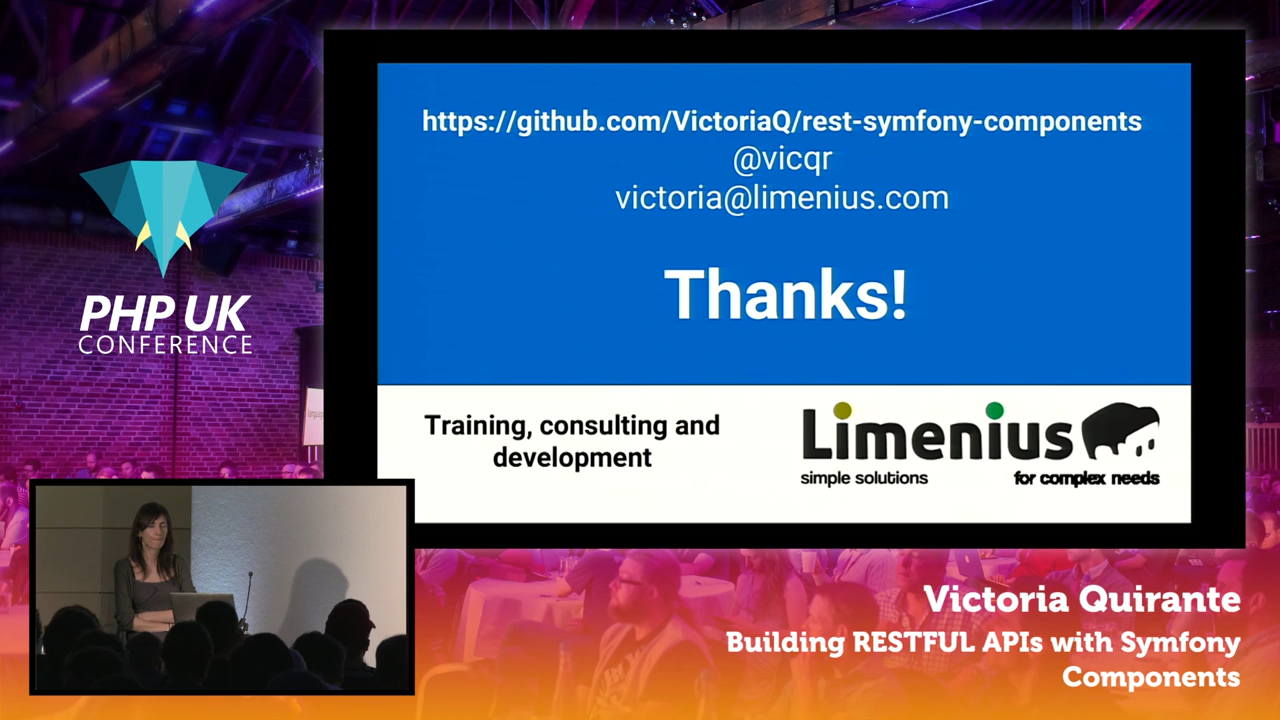 https://github.com/VictoriaQ/rest-symfony-components
@vicqr
victoria@limenius.com
Thanks!
PHP UK
CONFERENCE
Training, consulting and
development
Limenius
simple solutions
for complex needs
Victoria Quirante
Building RESTFUL APIs with Symfony
Components